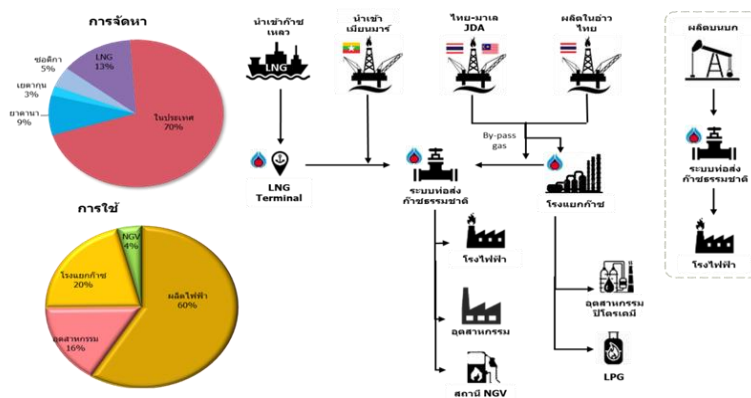 การจัดหา
ซอติกา
5%
LNG
13%
เยตากุน
3%
ยาดานา
9%
ในประเทศ
70%
การใช้
NGV
4%
โรงแยกก๊าซ
20%
ผลิตไฟฟ้า
60%
อุตสาหกรรม
16%
นำเข้าก๊าซ
เหลว
LNG
LNG
Terminal
นำเข้า
เมียนมาร์
ไทย-มาเล
JDA
ผลิตในอ่าว
ไทย
By-pass
gas
ระบบท่อส่ง
ก๊าซธรรมชาติ
โรงแยกก๊าซ
โรงไฟฟ้า
อุตสาหกรรม
สถานี NGV
อุตสาหกรรม
ปิโตรเคมี
LPG
ผลิตบนบก
ระบบท่อส่ง
ก๊าซธรรมชาติ
โรงไฟฟ้า